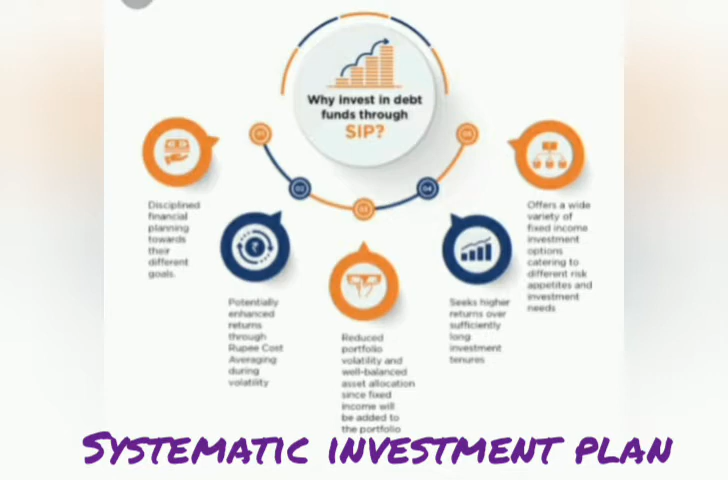 Why invest in debt
funds through
SIP?
01
02
03
04
05
Disciplined
financial
planning
towards
their
different
goals.
Potentially
enhanced
returns
through
Rupee Cost
Averaging
during
volatility
Reduced
portfolio
volatility and
well-balanced
asset allocation
since fixed
income will
be added to
the portfolio
Seeks higher
returns over
sufficiently
long
investment
tenures
Offers a wide
variety of
fixed income
investment
options
catering to
different risk
appetites and
investment
needs
SYSTEMATIC INVESTMENT PLAN